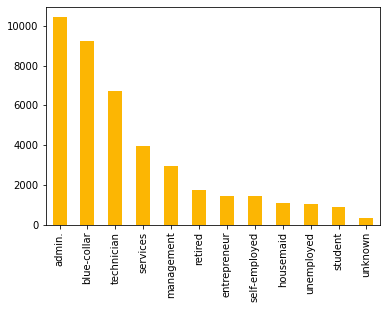 10000
8000
6000
4000
2000
0
admin.
blue-collar
technician
services
management
retired
entrepreneur
self-employed
housemaid
unemployed
student
unknown